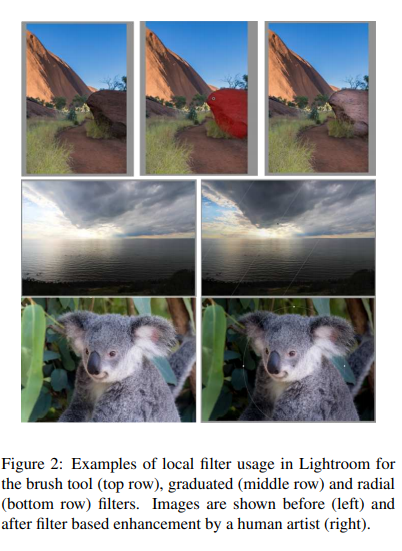 Figure 2: Examples of local filter usage in Lightroom for
the brush tool (top row), graduated (middle row) and radial
(bottom row) filters. Images are shown before (left) and
after filter based enhancement by a human artist (right).